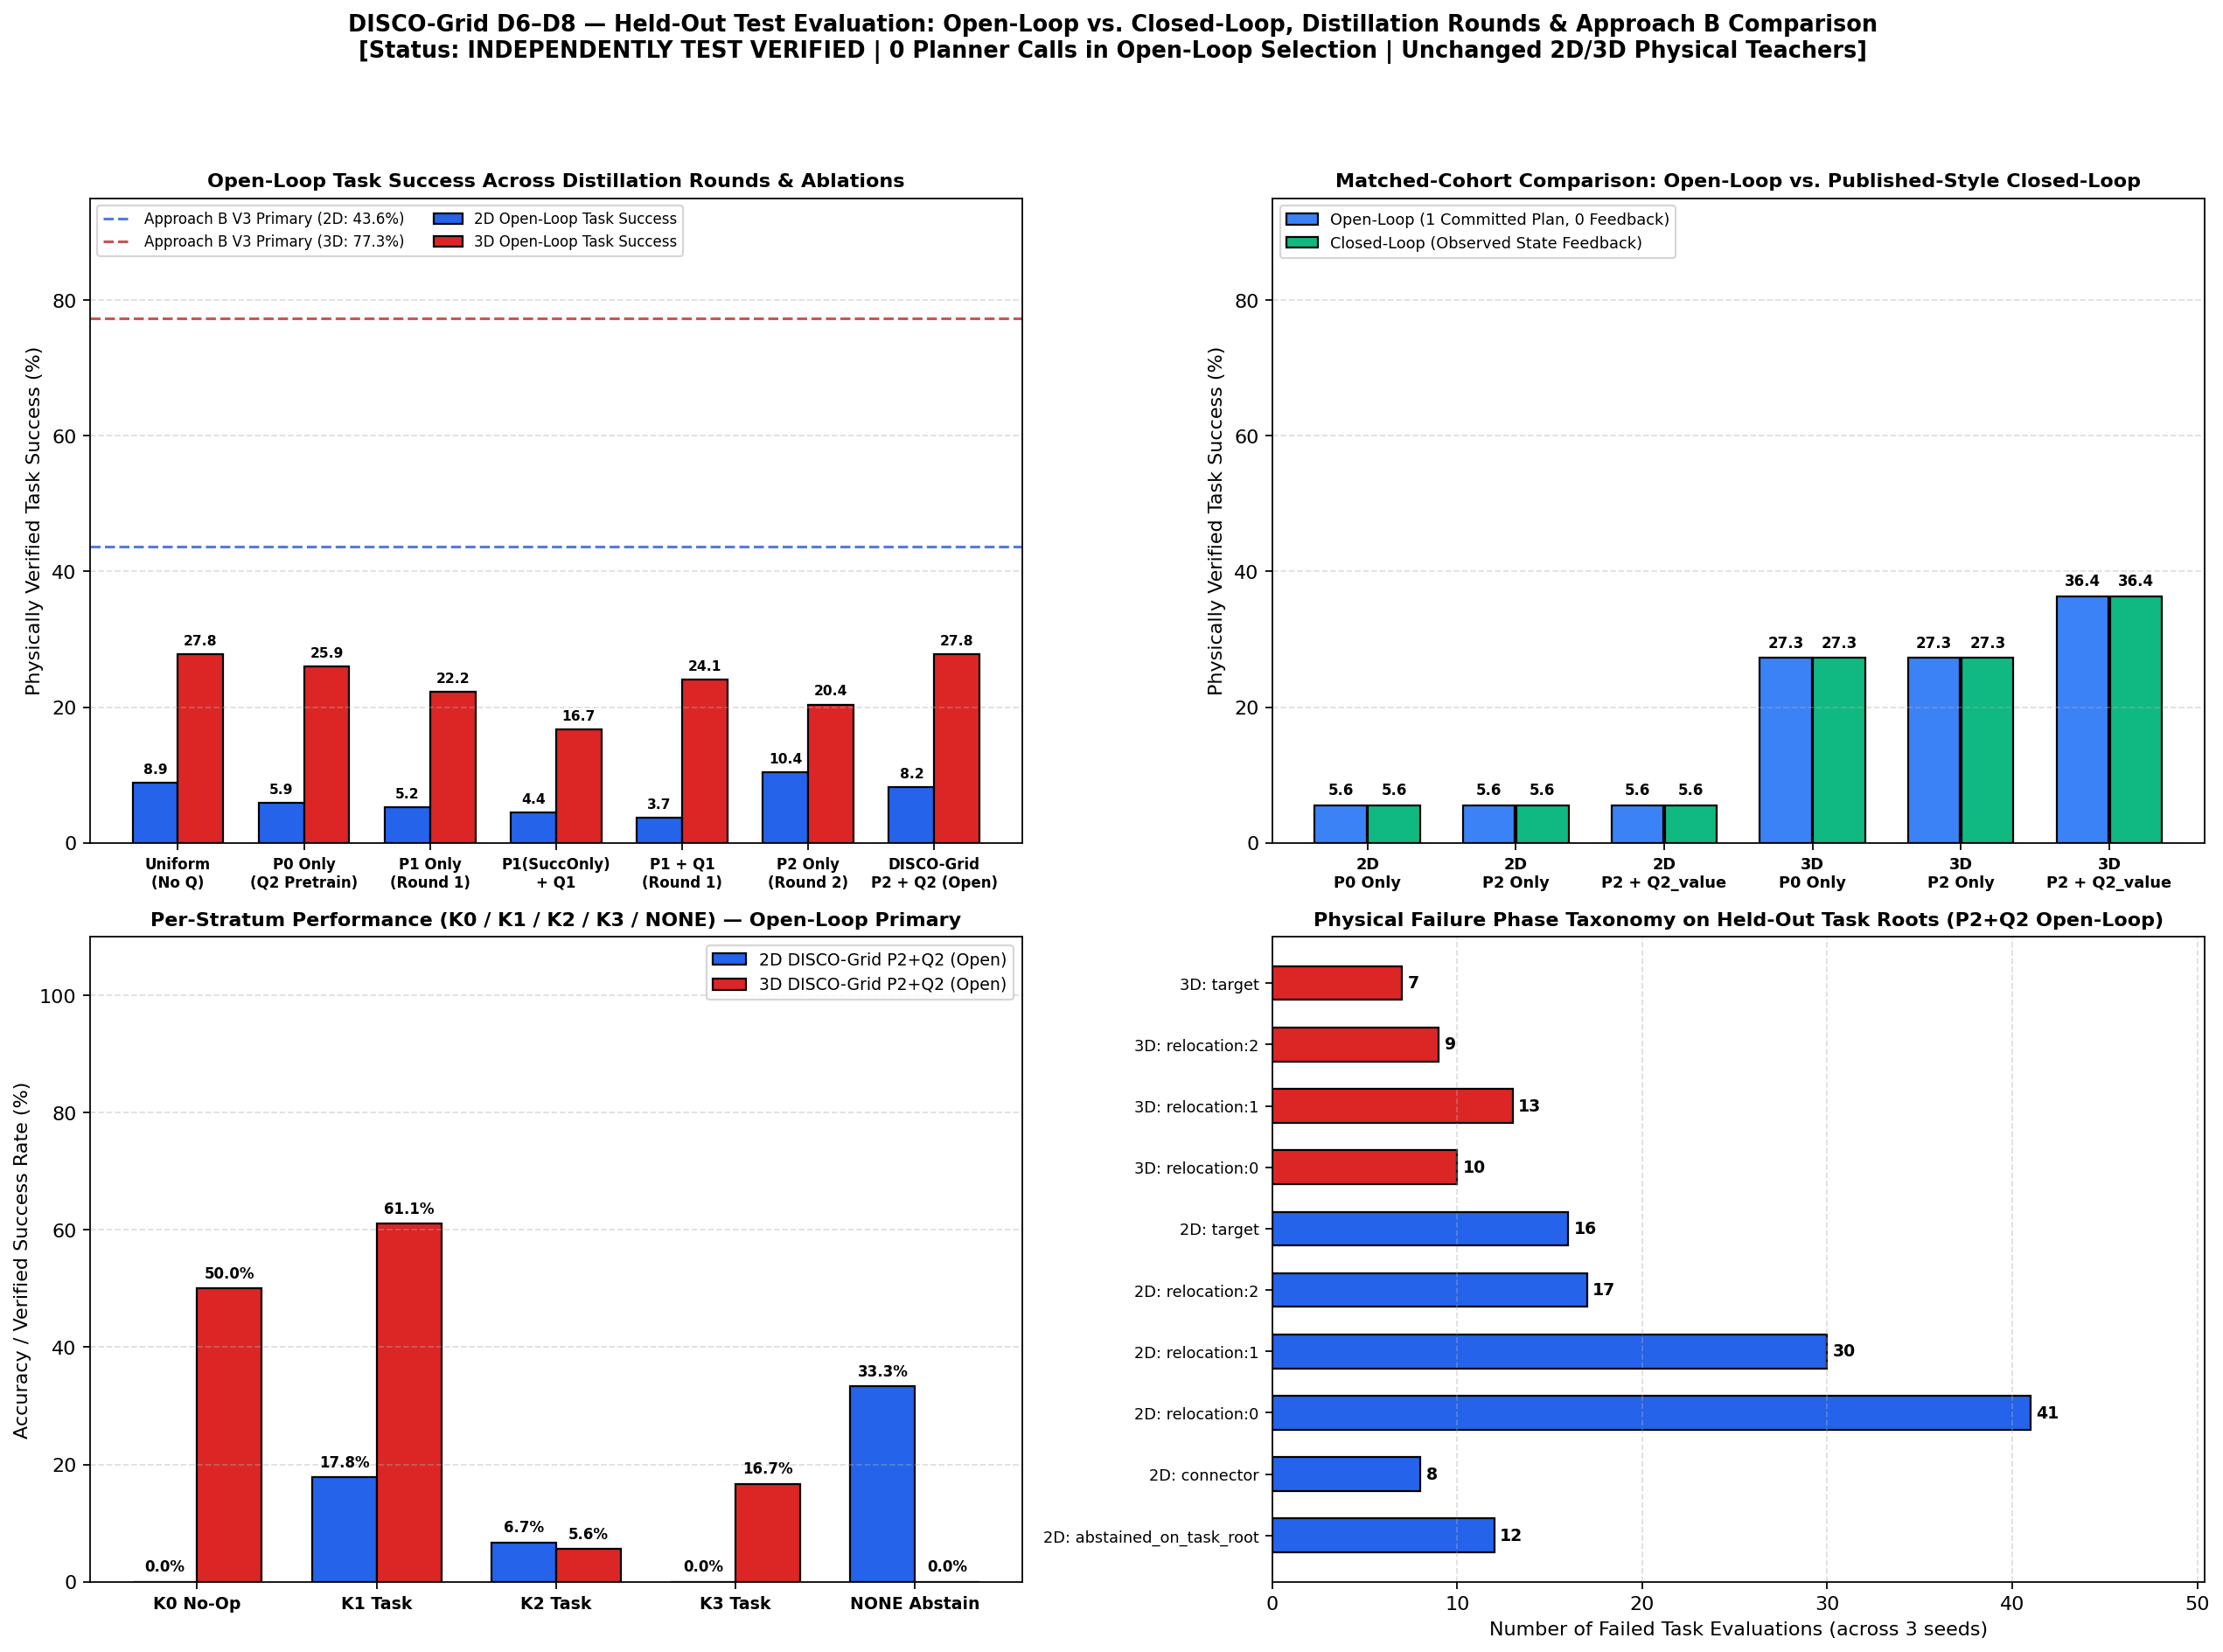 DISCO-Grid D6–D8 — Held-Out Test Evaluation: Open-Loop vs. Closed-Loop, Distillation Rounds & Approach B Comparison
[Status: INDEPENDENTLY TEST VERIFIED | 0 Planner Calls in Open-Loop Selection | Unchanged 2D/3D Physical Teachers]
Open-Loop Task Success Across Distillation Rounds & Ablations
Approach B V3 Primary (2D: 43.6%)
Approach B V3 Primary (3D: 77.3%)
2D Open-Loop Task Success
3D Open-Loop Task Success
Physically Verified Task Success (%)
80
60
40
20
0
8.9
27.8
5.9
25.9
5.2
22.2
4.4
16.7
3.7
24.1
10.4
20.4
8.2
27.8
Uniform
(No Q)
P0 Only
(Q2 Pretrain)
P1 Only
(Round 1)
P1(SuccOnly)
+ Q1
P1 + Q1
(Round 1)
P2 Only
(Round 2)
DISCO-Grid
P2 + Q2 (Open)
Matched-Cohort Comparison: Open-Loop vs. Published-Style Closed-Loop
Open-Loop (1 Committed Plan, 0 Feedback)
Closed-Loop (Observed State Feedback)
Physically Verified Task Success (%)
80
60
40
20
0
5.6
5.6
5.6
5.6
5.6
5.6
27.3
27.3
27.3
27.3
36.4
36.4
2D
P0 Only
2D
P2 Only
2D
P2 + Q2_value
3D
P0 Only
3D
P2 Only
3D
P2 + Q2_value
Per-Stratum Performance (K0 / K1 / K2 / K3 / NONE) — Open-Loop Primary
2D DISCO-Grid P2+Q2 (Open)
3D DISCO-Grid P2+Q2 (Open)
Accuracy / Verified Success Rate (%)
100
80
60
40
20
0
0.0%
50.0%
17.8%
61.1%
6.7%
5.6%
0.0%
16.7%
33.3%
0.0%
K0 No-Op
K1 Task
K2 Task
K3 Task
NONE Abstain
Physical Failure Phase Taxonomy on Held-Out Task Roots (P2+Q2 Open-Loop)
3D: target
7
3D: relocation:2
9
3D: relocation:1
13
3D: relocation:0
10
2D: target
16
2D: relocation:2
17
2D: relocation:1
30
2D: relocation:0
41
2D: connector
8
2D: abstained_on_task_root
12
0
10
20
30
40
50
Number of Failed Task Evaluations (across 3 seeds)